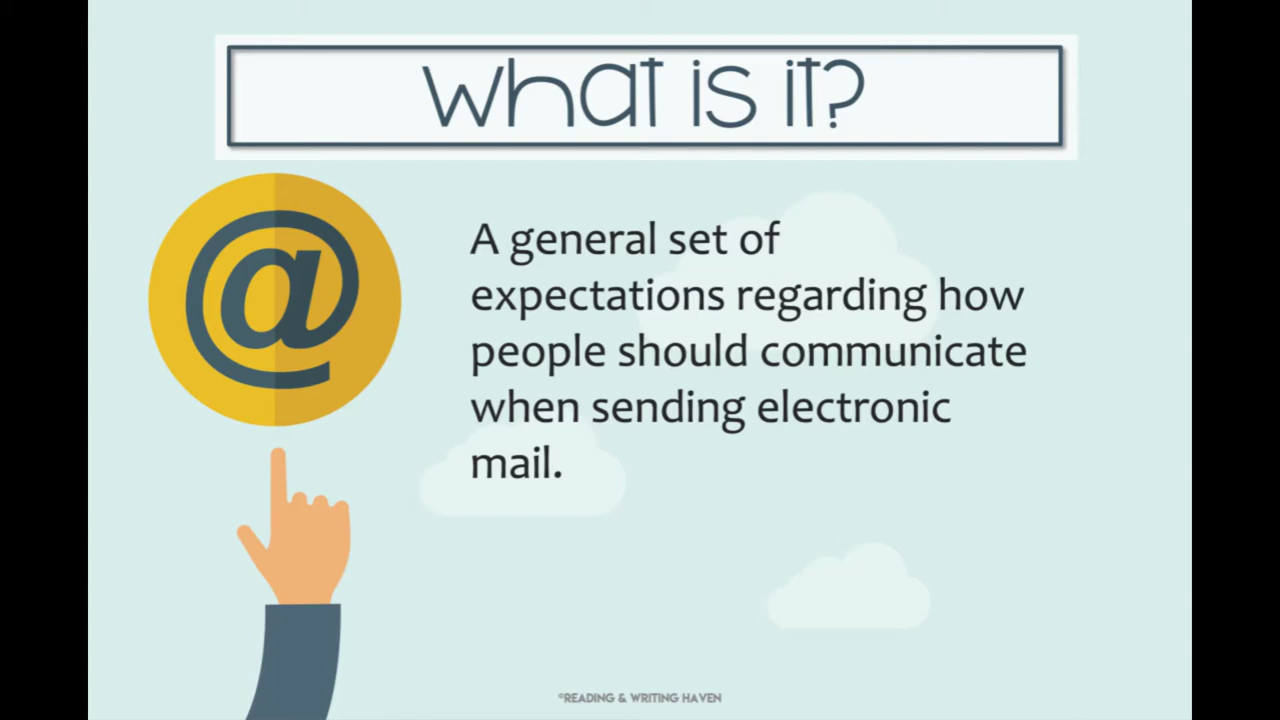 what is it?
@
A general set of
expectations regarding how
people should communicate
when sending electronic
mail.
©READING & WRITING HAVEN